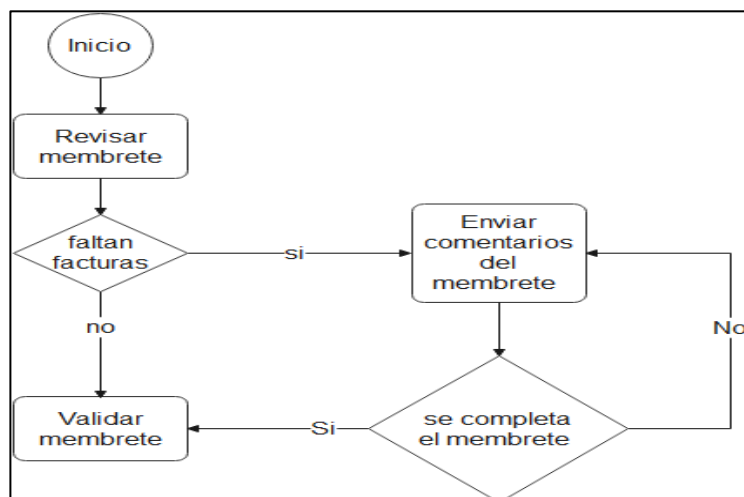 Inicio
Revisar
membrete
faltan
facturas
si
Enviar
comentarios
del
membrete
no
No
Validar
membrete
Si
se completa
el membrete